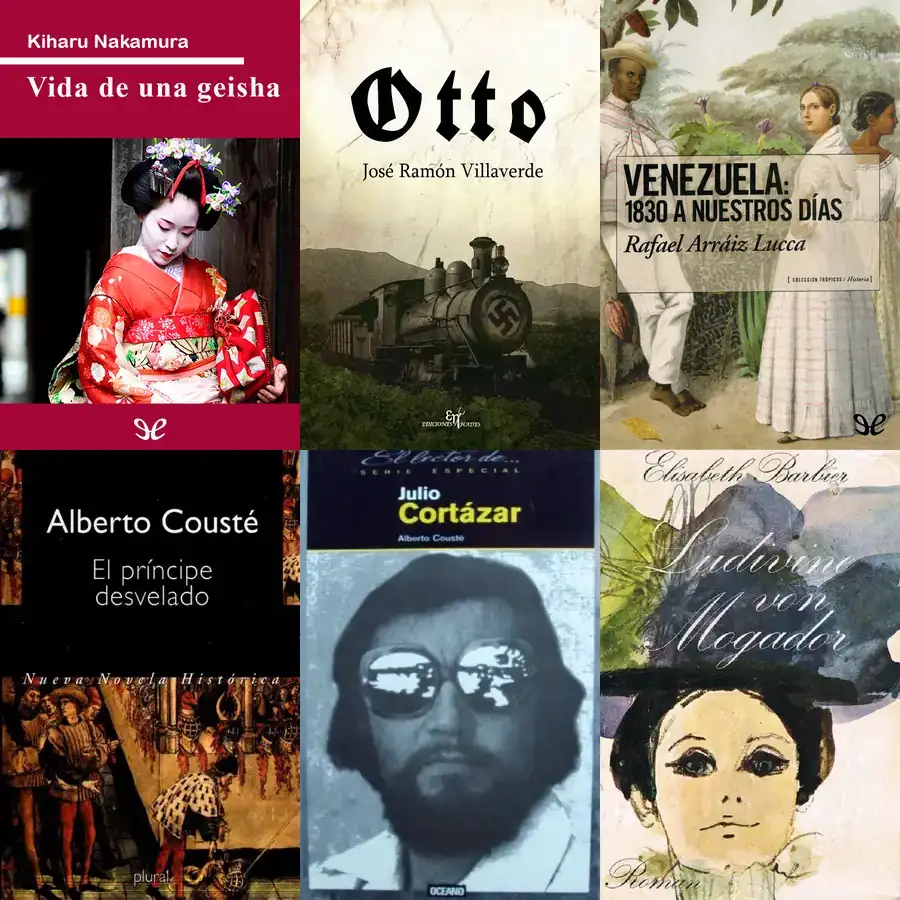 Kiharu Nakamura
Vida de una geisha
Otto
José Ramón Villaverde
EDICIONES HADES
VENEZUELA:
1830 A NUESTROS DÍAS
Rafael Arráiz Lucca
[ COLECCIÓN TRÓPICOS / Historia ]
Alberto Cousté
El príncipe
desvelado
Nueva Novela Histórica
plural
El lector de...
SERIE ESPECIAL
Julio
Cortázar
Alberto Cousté
OCEANO
Elisabeth Barbier
Ludivine
von
Mogador
Roman